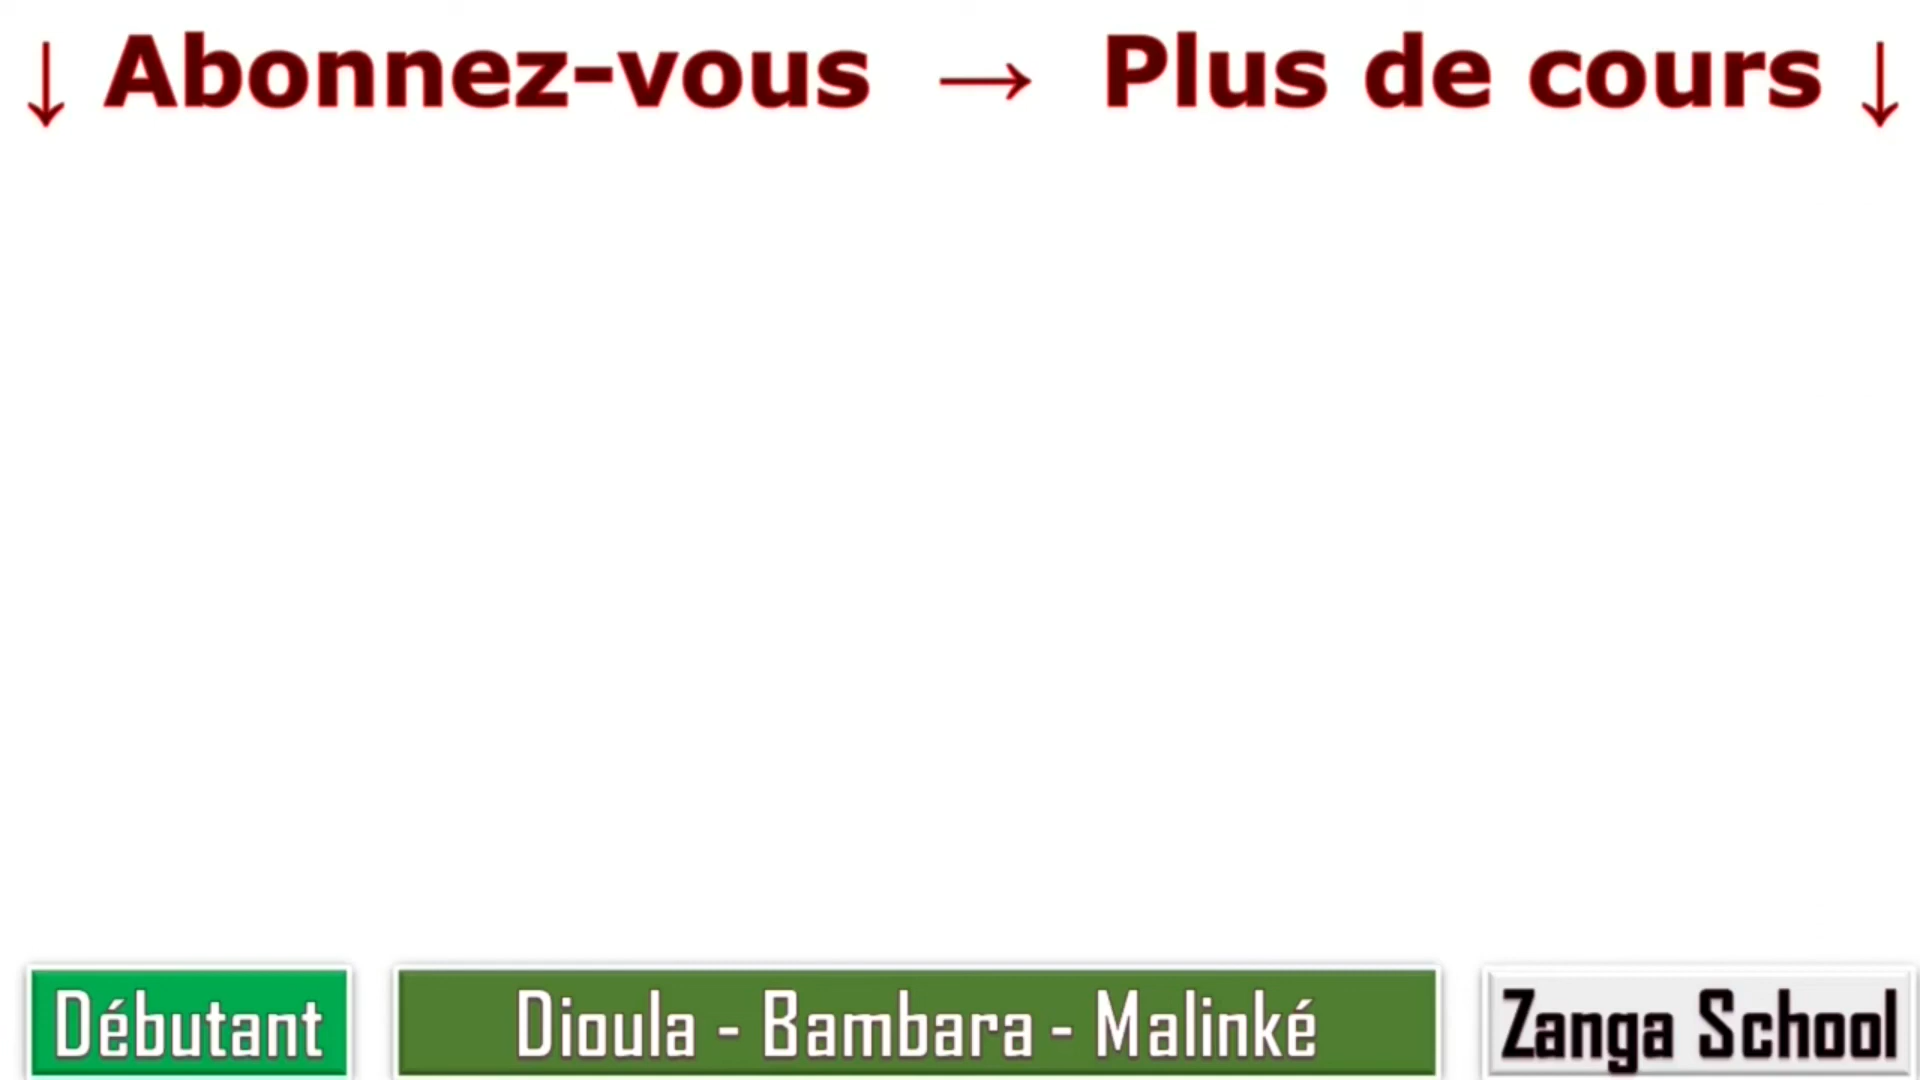 ↓ Abonnez-vous → Plus de cours ↓
Débutant
Dioula - Bambara - Malinké
Zanga School